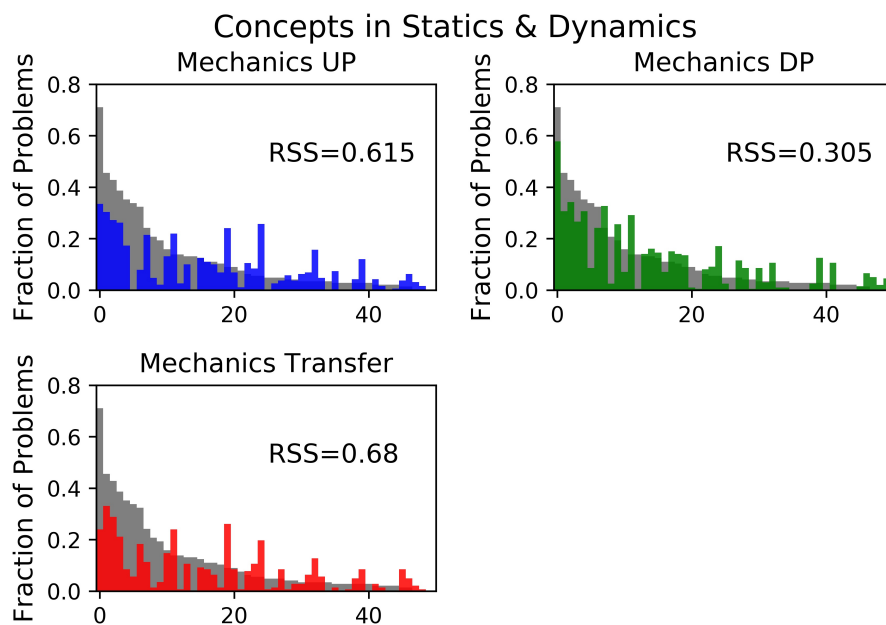 Concepts in Statics & Dynamics
Mechanics UP
Fraction of Problems
0.8
0.6
0.4
0.2
0.0
RSS=0.615
0
20
40
Mechanics DP
Fraction of Problems
0.8
0.6
0.4
0.2
0.0
RSS=0.305
0
20
40
Mechanics Transfer
Fraction of Problems
0.8
0.6
0.4
0.2
0.0
RSS=0.68
0
20
40